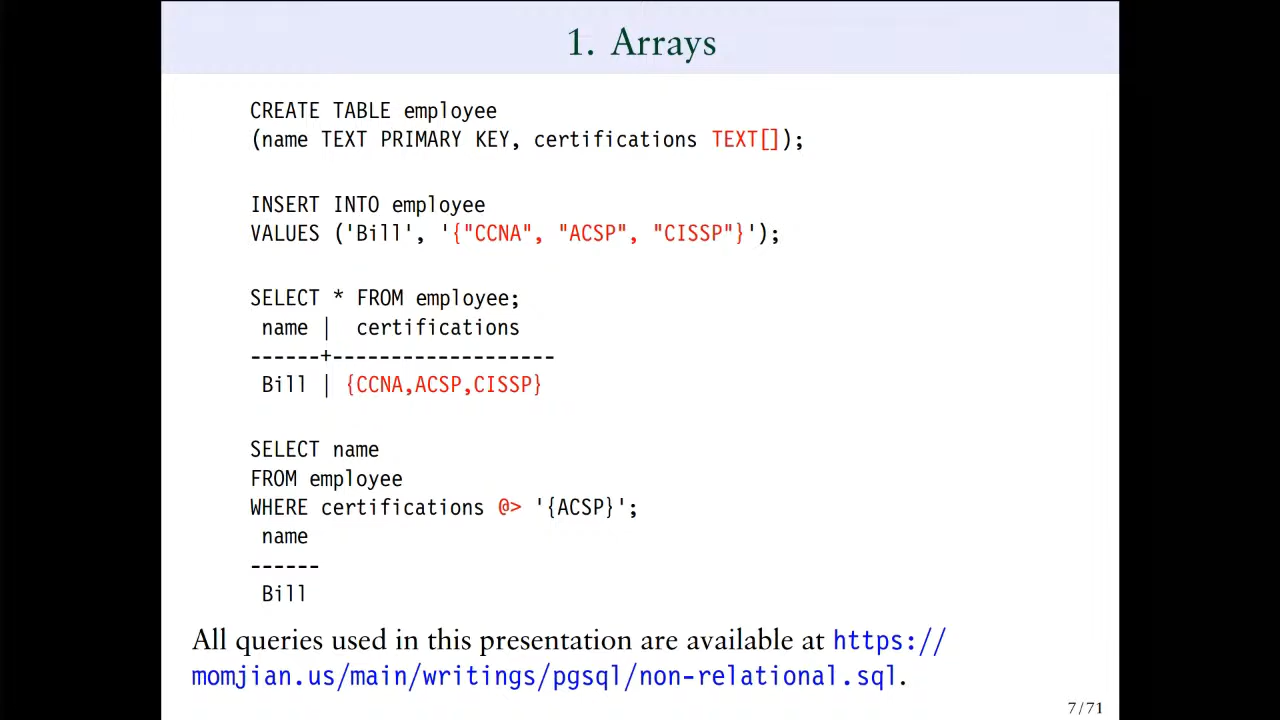 1. Arrays
CREATE TABLE employee
(name TEXT PRIMARY KEY, certifications TEXT[]);
INSERT INTO employee
VALUES ('Bill', '{"CCNA", "ACSP", "CISSP"}');
SELECT * FROM employee;
name | certifications
------+-------------------
Bill | {CCNA,ACSP,CISSP}
SELECT name
FROM employee
WHERE certifications @> '{ACSP}';
name
------
Bill
All queries used in this presentation are available at https://
momjian.us/main/writings/pgsql/non-relational.sql.
7/71